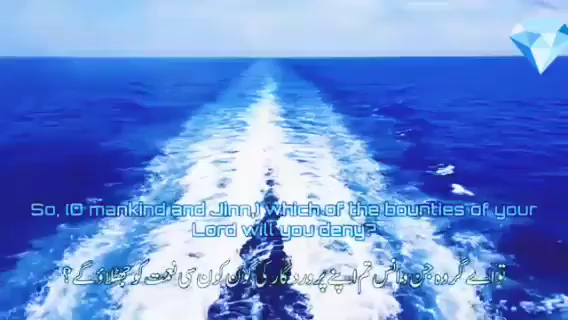 So, (O mankind and Jinn,) which of the bounties of your
Lord will you deny?
تو اے گروہ جن و انس تم اپنے پروردگار کی کون کون سی نعمت کو جھٹلاؤ گے ؟